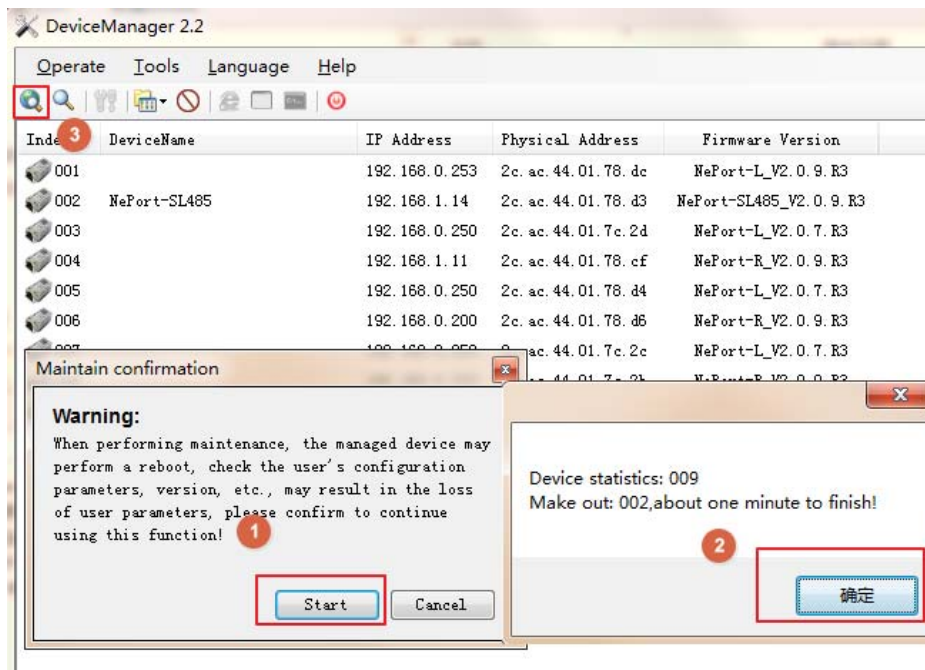 DeviceManager 2.2
Operate Tools Language Help
3
Inde DeviceName IP Address Physical Address Firmware Version
001 192.168.0.253 2c.ac.44.01.78.dc NePort-L_V2.0.9.R3
002 NePort-SL485 192.168.1.14 2c.ac.44.01.78.d3 NePort-SL485_V2.0.9.R3
003 192.168.0.250 2c.ac.44.01.7c.2d NePort-L_V2.0.7.R3
004 192.168.1.11 2c.ac.44.01.78.cf NePort-R_V2.0.9.R3
005 192.168.0.250 2c.ac.44.01.78.d4 NePort-L_V2.0.7.R3
006 192.168.0.200 2c.ac.44.01.78.d6 NePort-R_V2.0.9.R3
ac.44.01.7c.2c NePort-L_V2.0.7.R3
Maintain confirmation
Warning:
When performing maintenance, the managed device may
perform a reboot, check the user's configuration
parameters, version, etc., may result in the loss
of user parameters, please confirm to continue
using this function!
1
Start Cancel
Device statistics: 009
Make out: 002,about one minute to finish!
2
确定